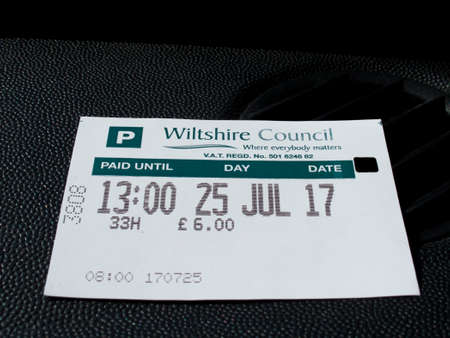 P Wiltshire Council
Where everybody matters
V.A.T. REGD. No. 501 6246 82
PAID UNTIL DAY DATE
3808
13:00 25 JUL 17
33H £6.00
08:00 170725